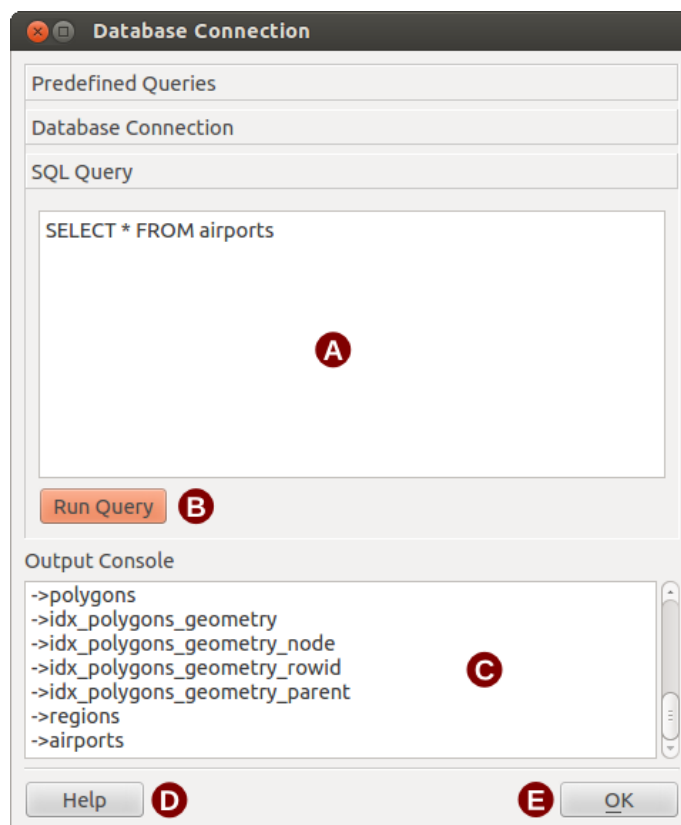 Database Connection
Predefined Queries
Database Connection
SQL Query
SELECT * FROM airports
A
Run Query B
Output Console
->polygons
->idx_polygons_geometry
->idx_polygons_geometry_node
->idx_polygons_geometry_rowid
->idx_polygons_geometry_parent
->regions
->airports
C
Help D E OK